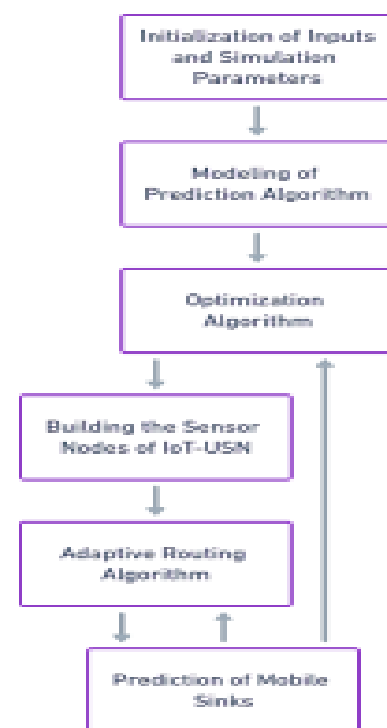 Initialization of Inputs
and Simulation
Parameters
Modeling of
Prediction Algorithm
Optimization
Algorithm
Building the Sensor
Nodes of IoT-USN
Adaptive Routing
Algorithm
Prediction of Mobile
Sinks